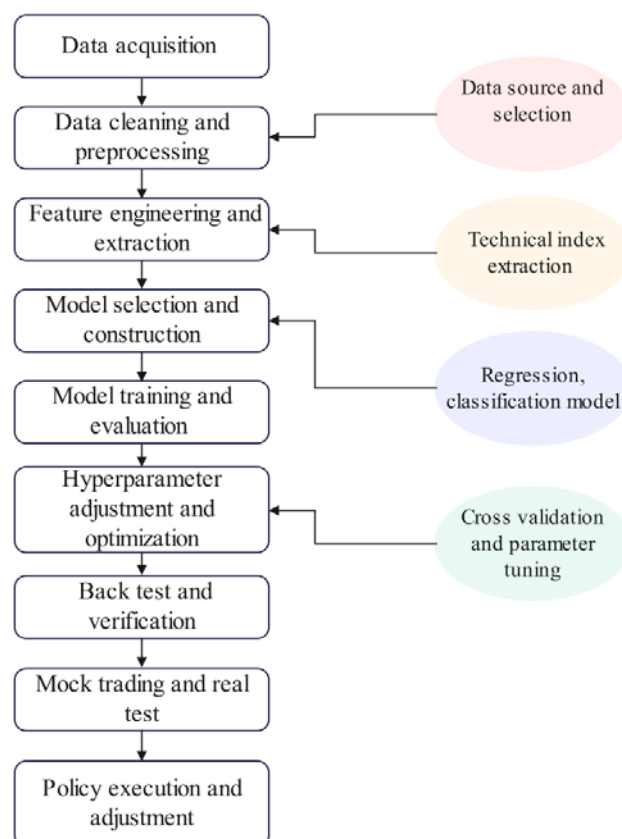 Data acquisition
Data cleaning and
preprocessing
Feature engineering and
extraction
Model selection and
construction
Model training and
evaluation
Hyperparameter
adjustment and
optimization
Back test and
verification
Mock trading and real
test
Policy execution and
adjustment
Data source and
selection
Technical index
extraction
Regression,
classification model
Cross validation
and parameter
tuning